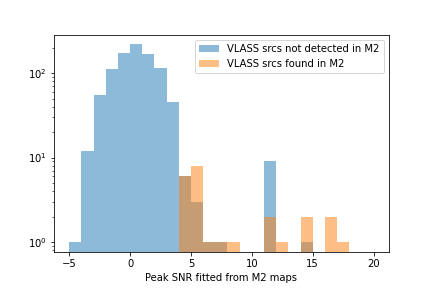 VLASS srcs not detected in M2
VLASS srcs found in M2
10²
10¹
10⁰
−5 0 5 10 15 20
Peak SNR fitted from M2 maps